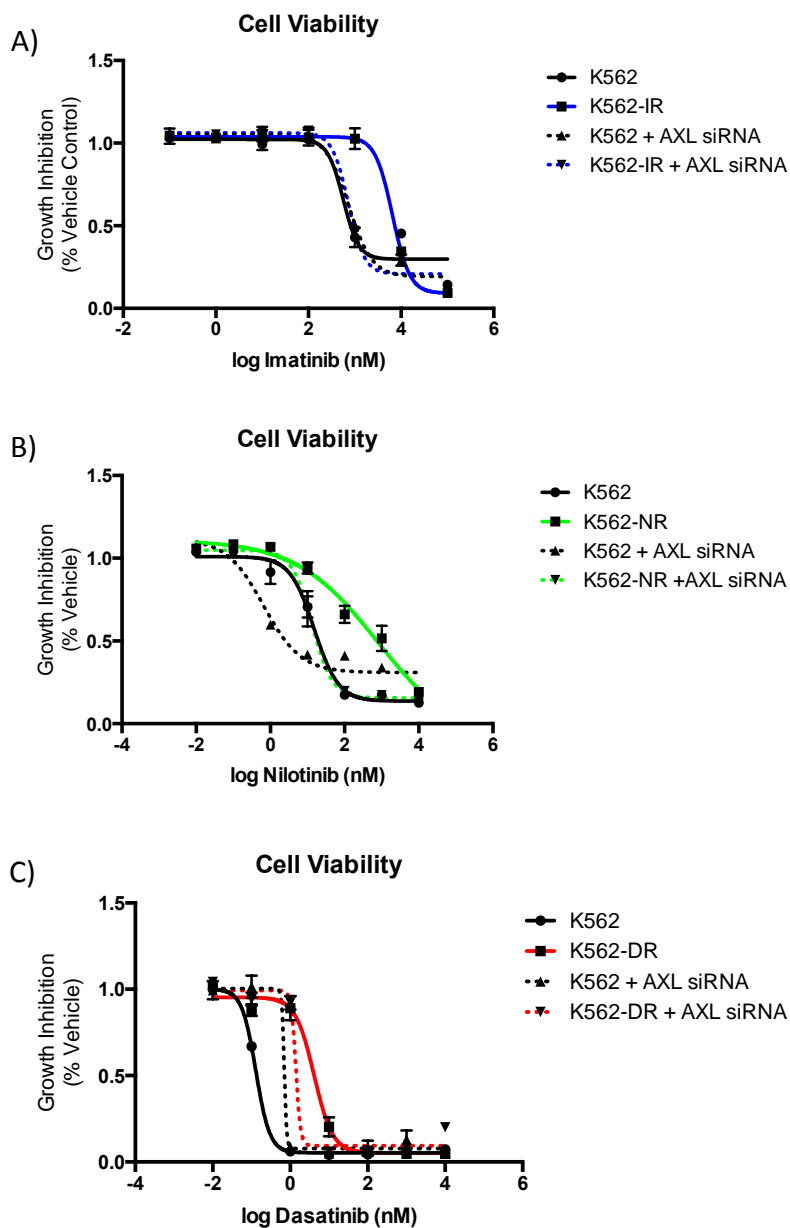 A)
Cell Viability
Growth Inhibition
(% Vehicle Control)
1.5
1.0
0.5
0.0
-2
0
2
4
6
log Imatinib (nM)
K562
K562-IR
K562 + AXL siRNA
K562-IR + AXL siRNA
B)
Cell Viability
Growth Inhibition
(% Vehicle)
1.5
1.0
0.5
0.0
-4
-2
0
2
4
6
log Nilotinib (nM)
K562
K562-NR
K562 + AXL siRNA
K562-NR +AXL siRNA
C)
Cell Viability
Growth Inhibition
(% Vehicle)
1.5
1.0
0.5
0.0
-4
-2
0
2
4
6
log Dasatinib (nM)
K562
K562-DR
K562 + AXL siRNA
K562-DR + AXL siRNA